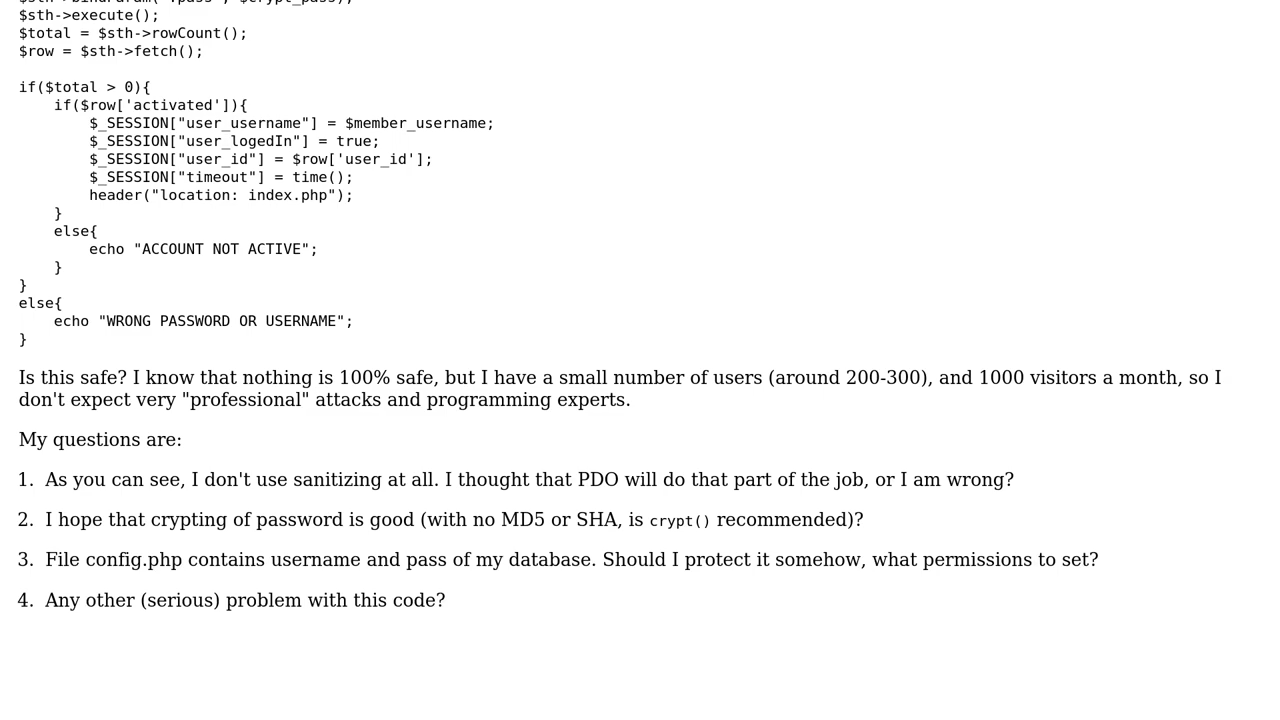 $sth->bindParam(':pass', $crypt_pass);
$sth->execute();
$total = $sth->rowCount();
$row = $sth->fetch();

if($total > 0){
    if($row['activated']){
        $_SESSION["user_username"] = $member_username;
        $_SESSION["user_logedIn"] = true;
        $_SESSION["user_id"] = $row['user_id'];
        $_SESSION["timeout"] = time();
        header("location: index.php");
    }
    else{
        echo "ACCOUNT NOT ACTIVE";
    }
}
else{
    echo "WRONG PASSWORD OR USERNAME";
}
Is this safe? I know that nothing is 100% safe, but I have a small number of users (around 200-300), and 1000 visitors a month, so I
don't expect very "professional" attacks and programming experts.
My questions are:
1. As you can see, I don't use sanitizing at all. I thought that PDO will do that part of the job, or I am wrong?
2. I hope that crypting of password is good (with no MD5 or SHA, is crypt() recommended)?
3. File config.php contains username and pass of my database. Should I protect it somehow, what permissions to set?
4. Any other (serious) problem with this code?